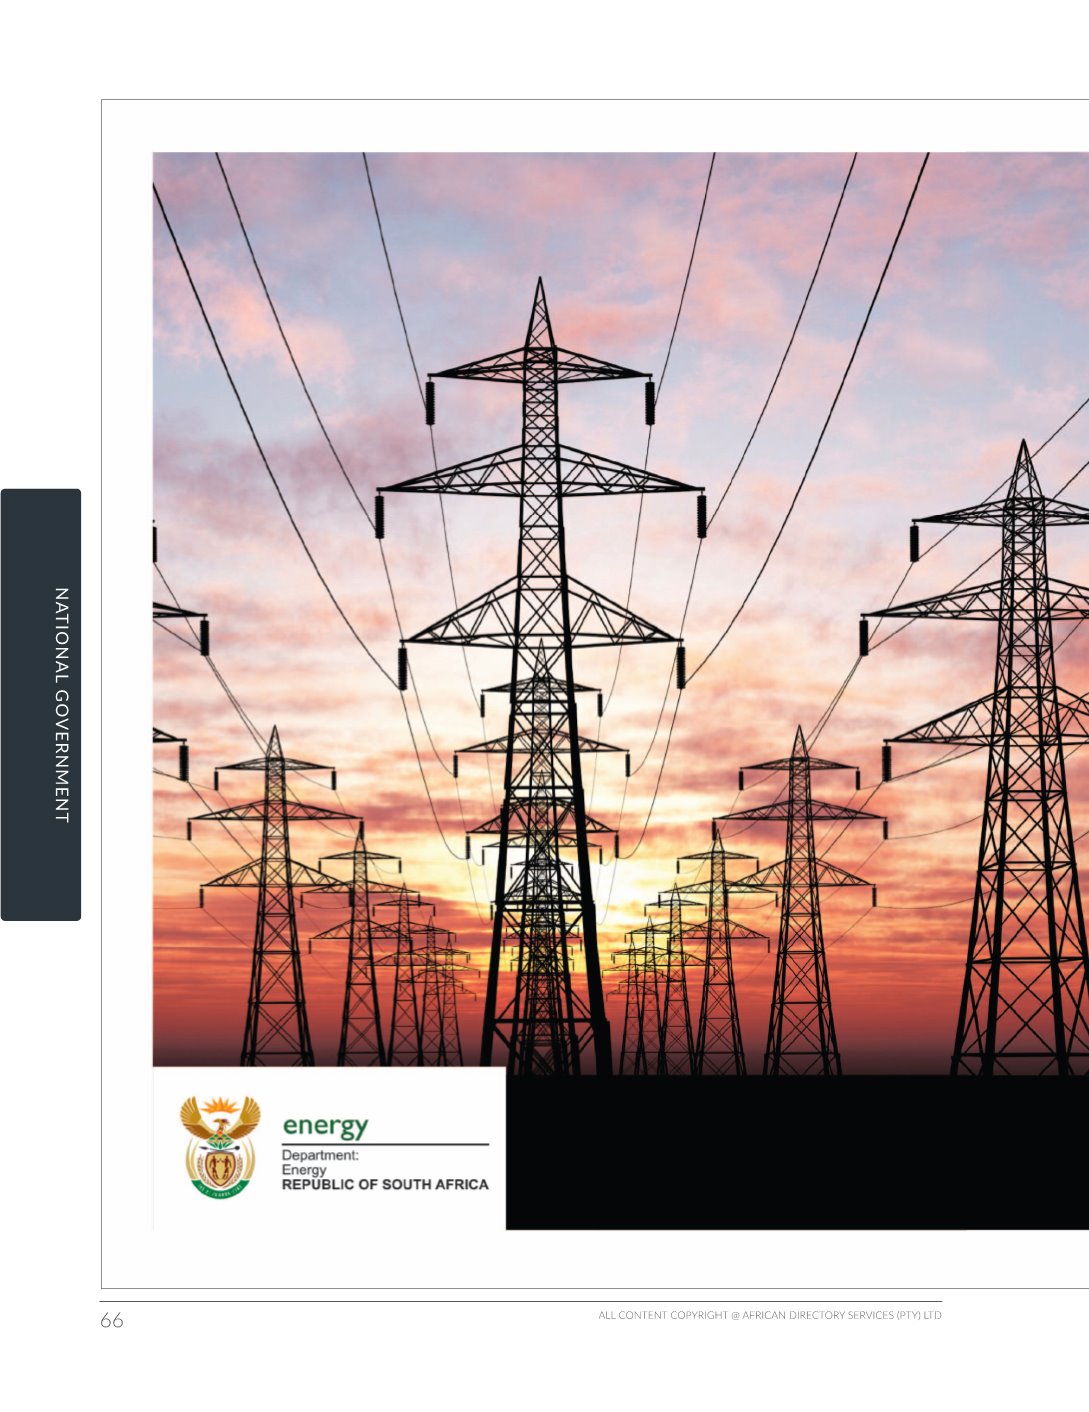 NATIONAL GOVERNMENT
energy
Department:
Energy
REPUBLIC OF SOUTH AFRICA
66
ALL CONTENT COPYRIGHT @ AFRICAN DIRECTORY SERVICES (PTY) LTD